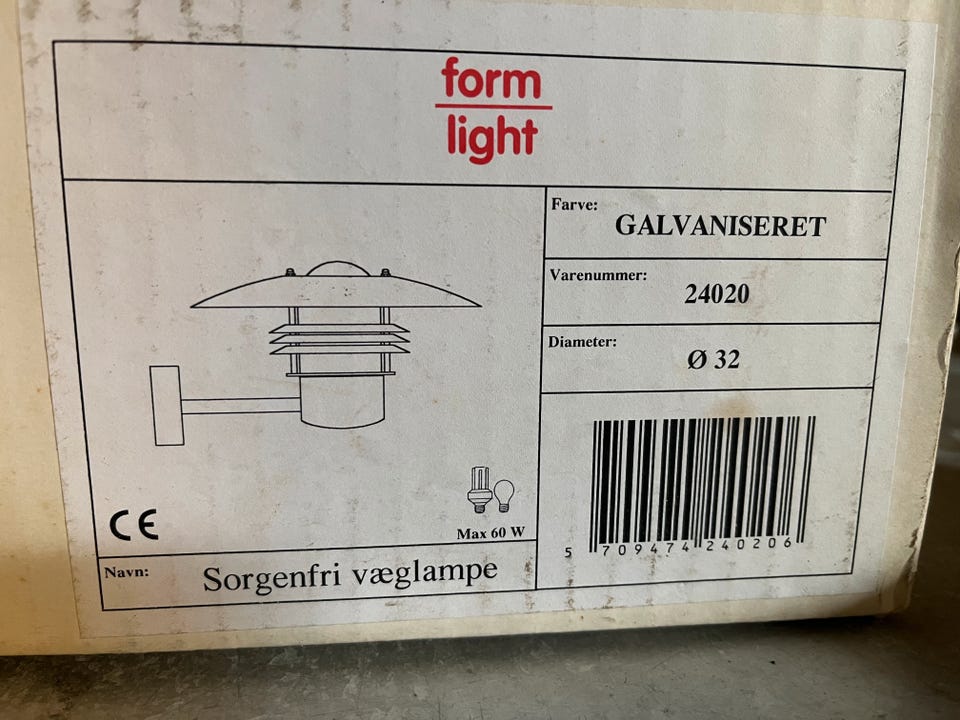 form
light
Farve:
GALVANISERET
Varenummer:
24020
Diameter:
Ø 32
CE
Max 60 W
Navn: Sorgenfri væglampe
5 709474 240206